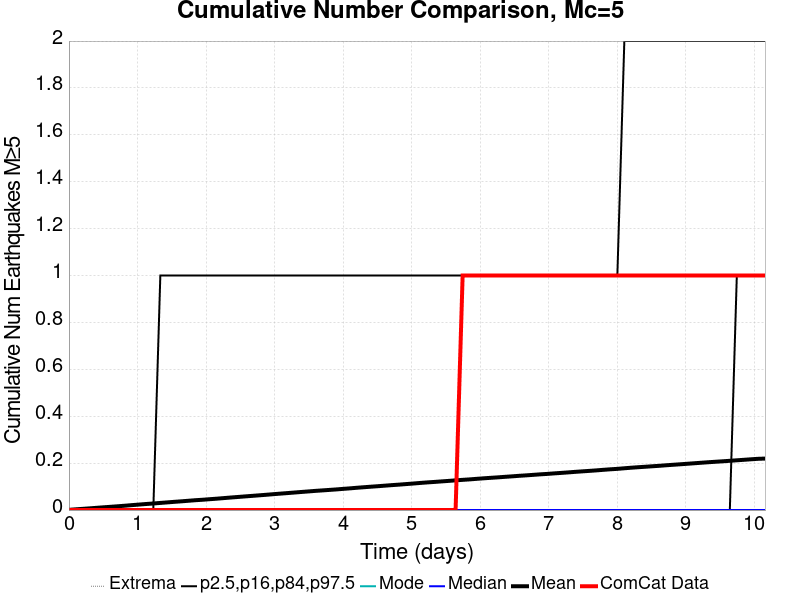 Cumulative Number Comparison, Mc=5
Cumulative Num Earthquakes M≥5
2
1.8
1.6
1.4
1.2
1
0.8
0.6
0.4
0.2
0
0 1 2 3 4 5 6 7 8 9 10
Time (days)
Extrema p2.5,p16,p84,p97.5 Mode Median Mean ComCat Data